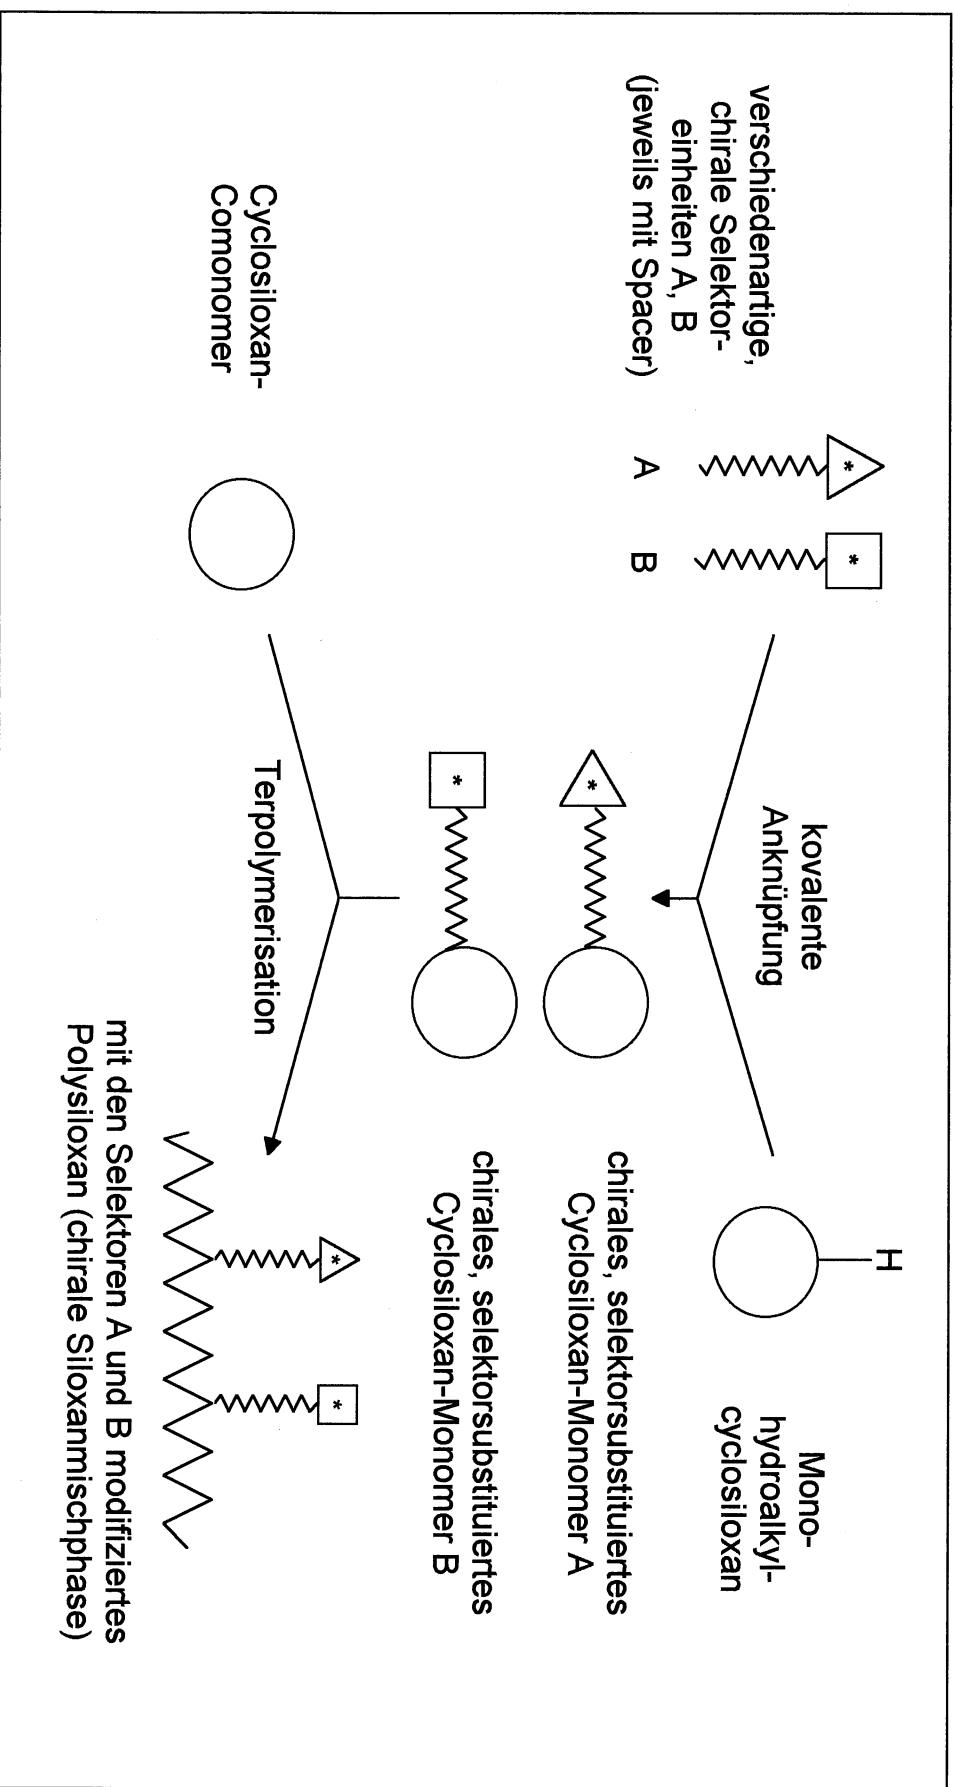 verschiedenartige,
chirale Selektor-
einheiten A, B
(jeweils mit Spacer)
*
*
A
B
kovalente
Anknüpfung
H
Mono-
hydroalkyl-
cyclosiloxan
*
chirales, selektorsubstituiertes
Cyclosiloxan-Monomer A
*
chirales, selektorsubstituiertes
Cyclosiloxan-Monomer B
Cyclosiloxan-
Comonomer
Terpolymerisation
*
*
mit den Selektoren A und B modifiziertes
Polysiloxan (chirale Siloxanmischphase)